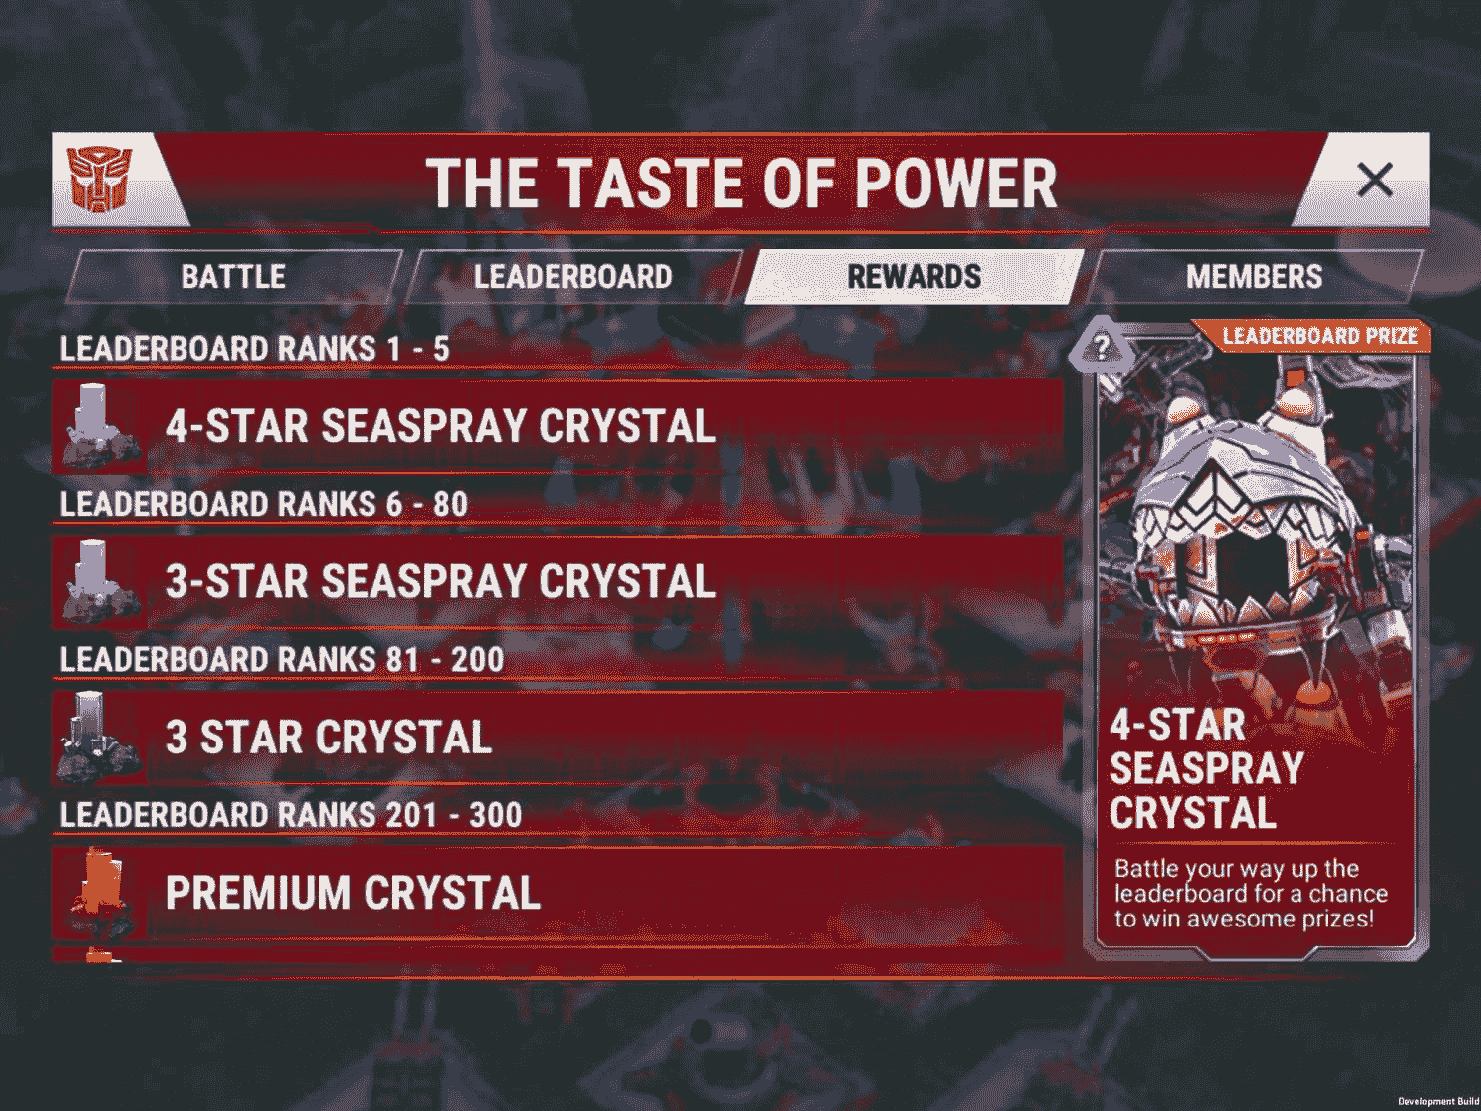 THE TASTE OF POWER
×
BATTLE
LEADERBOARD
REWARDS
MEMBERS
LEADERBOARD RANKS 1 - 5
4-STAR SEASPRAY CRYSTAL
LEADERBOARD RANKS 6 - 80
3-STAR SEASPRAY CRYSTAL
LEADERBOARD RANKS 81 - 200
3 STAR CRYSTAL
LEADERBOARD RANKS 201 - 300
PREMIUM CRYSTAL
?
LEADERBOARD PRIZE
4-STAR
SEASPRAY
CRYSTAL
Battle your way up the
leaderboard for a chance
to win awesome prizes!
Development Build